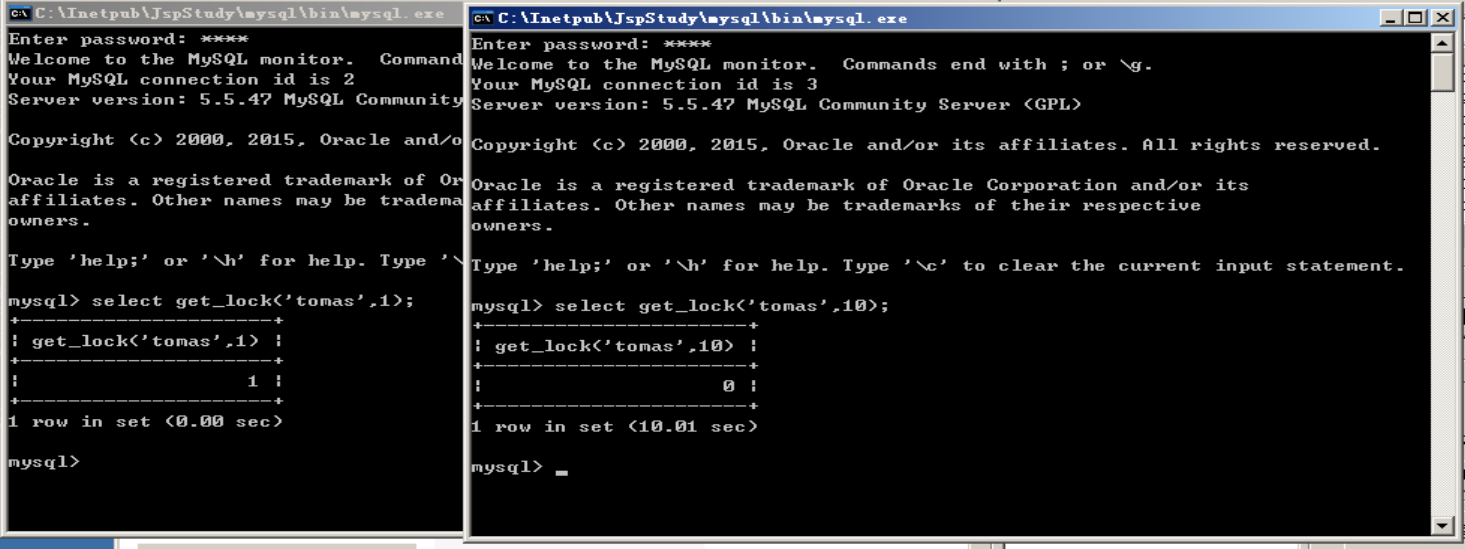 C:\Inetpub\JspStudy\mysql\bin\mysql.exe
Enter password: ****
Welcome to the MySQL monitor.  Command
Your MySQL connection id is 2
Server version: 5.5.47 MySQL Community
Copyright (c) 2000, 2015, Oracle and/o
Oracle is a registered trademark of Or
affiliates. Other names may be tradema
owners.
Type 'help;' or '\h' for help. Type '\
mysql> select get_lock('tomas',1);
+---------------------+
| get_lock('tomas',1) |
+---------------------+
|                   1 |
+---------------------+
1 row in set (0.00 sec)
mysql>
C:\Inetpub\JspStudy\mysql\bin\mysql.exe
Enter password: ****
Welcome to the MySQL monitor.  Commands end with ; or \g.
Your MySQL connection id is 3
Server version: 5.5.47 MySQL Community Server (GPL)
Copyright (c) 2000, 2015, Oracle and/or its affiliates. All rights reserved.
Oracle is a registered trademark of Oracle Corporation and/or its
affiliates. Other names may be trademarks of their respective
owners.
Type 'help;' or '\h' for help. Type '\c' to clear the current input statement.
mysql> select get_lock('tomas',10);
+----------------------+
| get_lock('tomas',10) |
+----------------------+
|                    0 |
+----------------------+
1 row in set (10.01 sec)
mysql> _